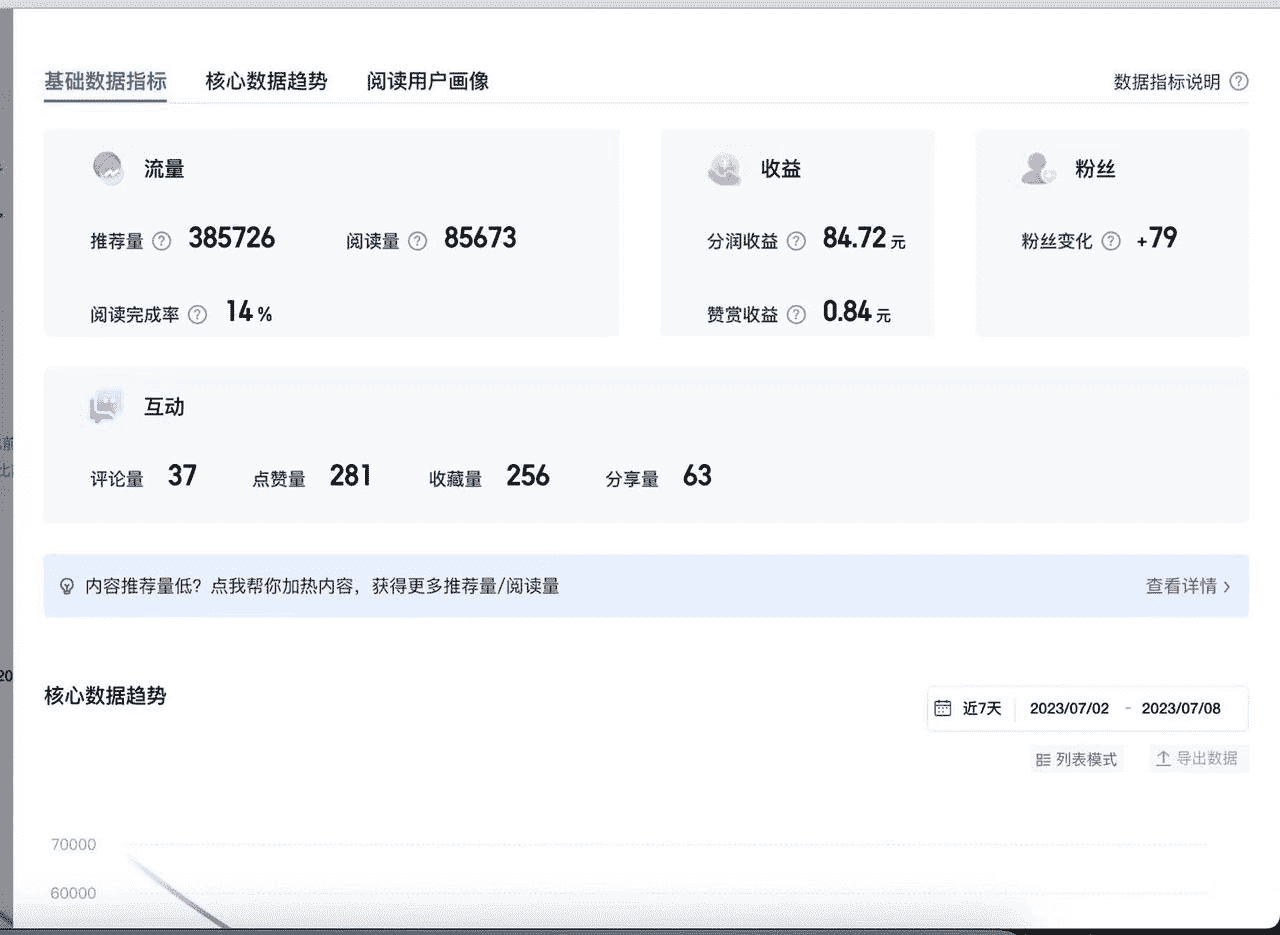 基础数据指标 核心数据趋势 阅读用户画像 数据指标说明 ?
流量 收益 粉丝
推荐量 ? 385726 阅读量 ? 85673 分润收益 ? 84.72 元 粉丝变化 ? +79
阅读完成率 ? 14 % 赞赏收益 ? 0.84 元
互动
评论量 37 点赞量 281 收藏量 256 分享量 63
内容推荐量低?点我帮你加热内容，获得更多推荐量/阅读量 查看详情 >
核心数据趋势
近7天 2023/07/02 - 2023/07/08
列表模式 导出数据
70000
60000
前
比
20